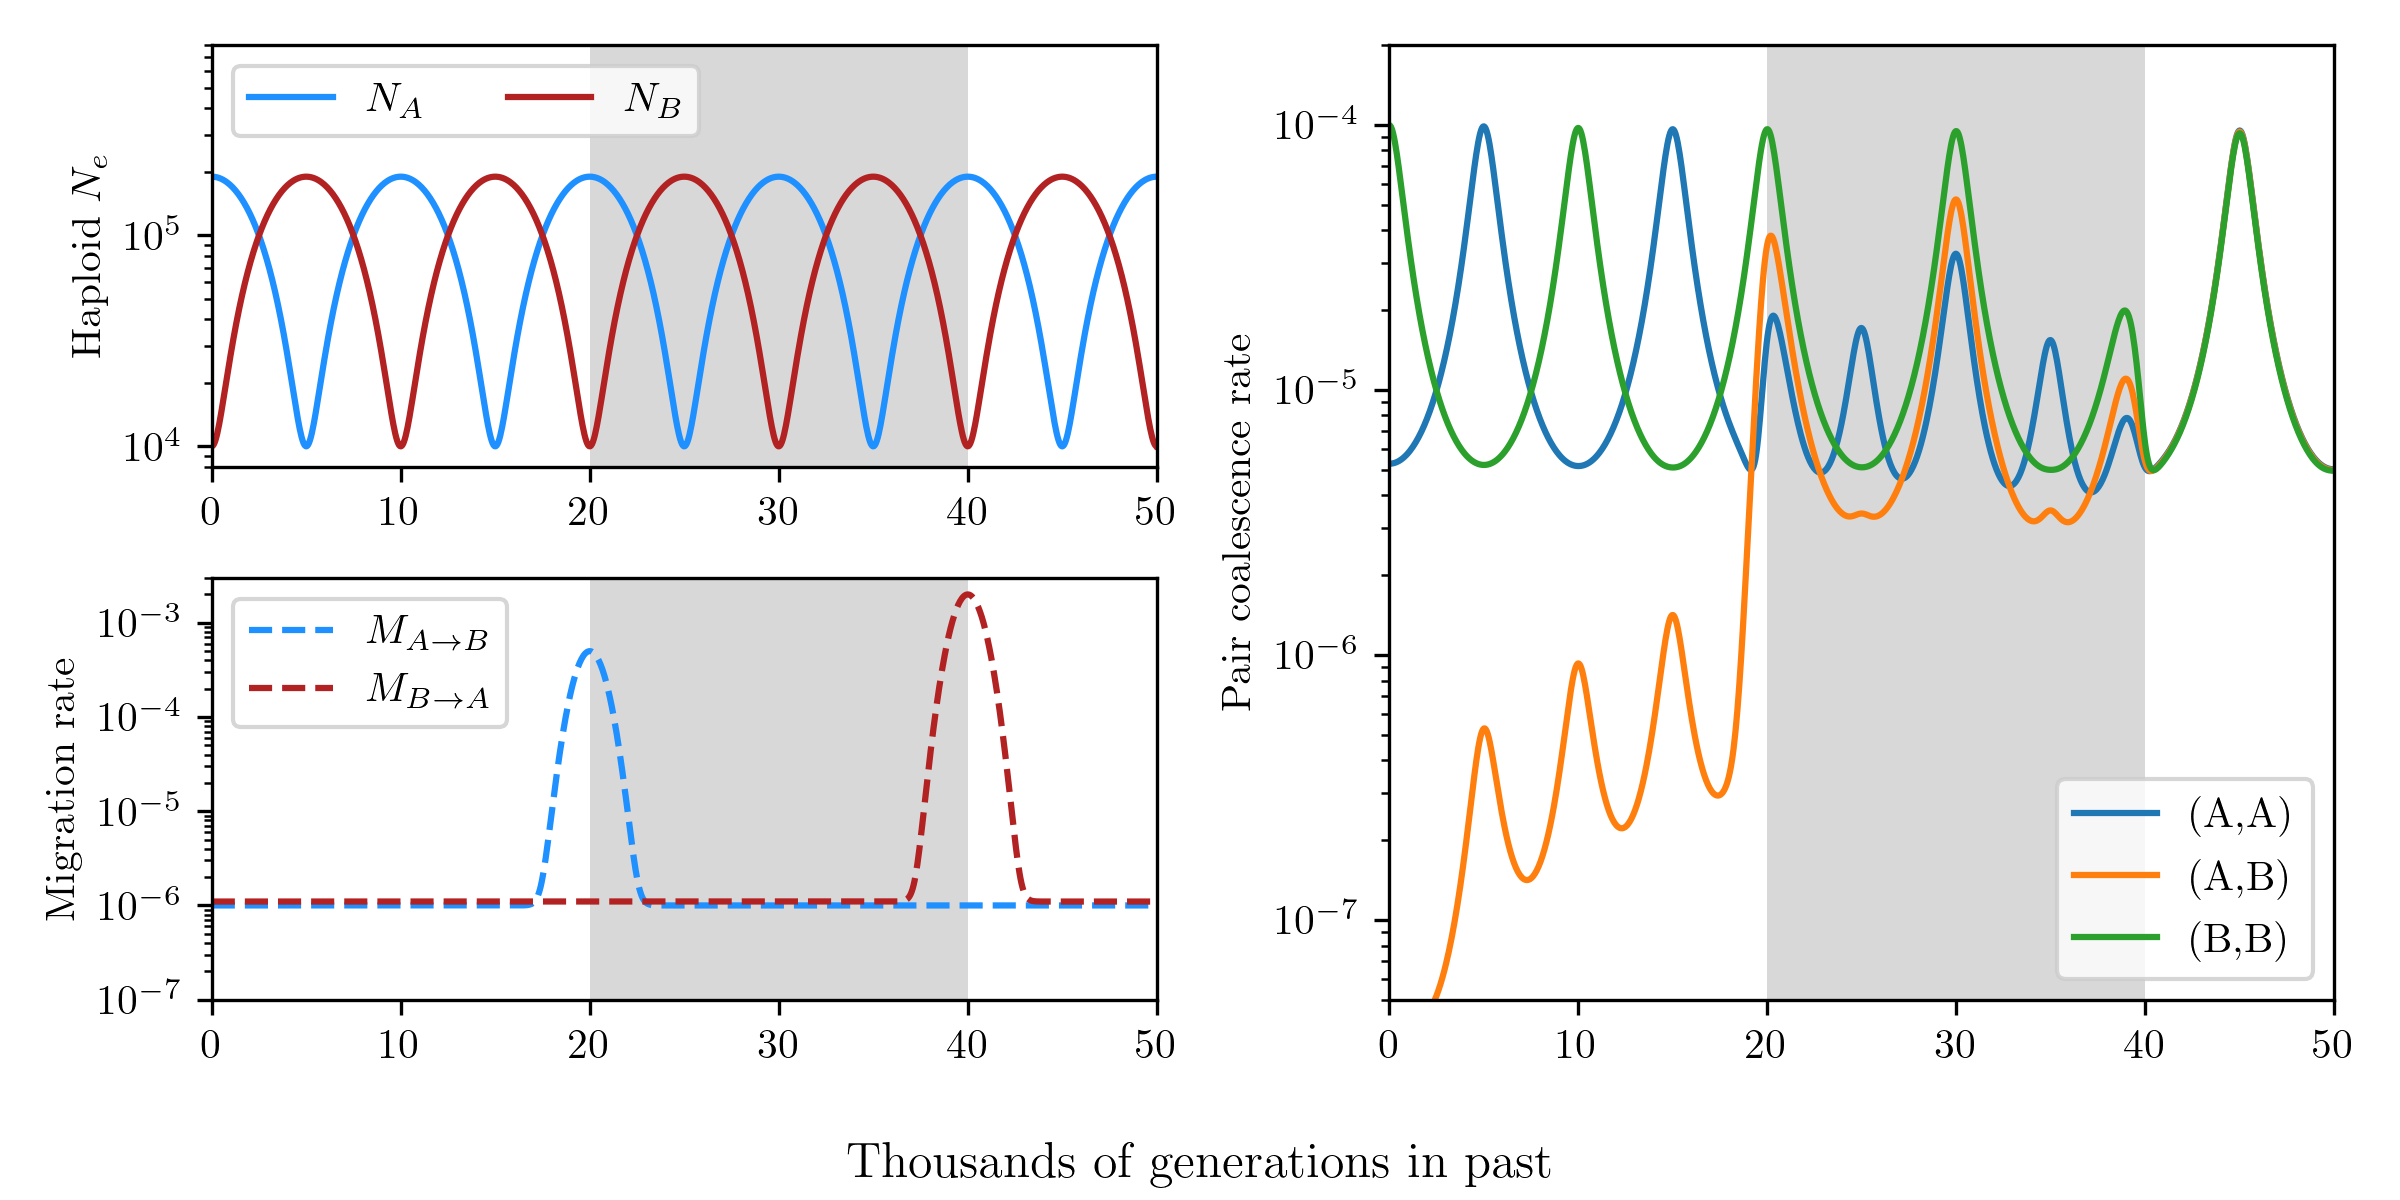 Haploid $N_e$
10^5
10^4
N_A N_B
0 10 20 30 40 50
Migration rate
10^{-3}
10^{-4}
10^{-5}
10^{-6}
10^{-7}
M_{A→B}
M_{B→A}
0 10 20 30 40 50
Pair coalescence rate
10^{-4}
10^{-5}
10^{-6}
10^{-7}
(A,A)
(A,B)
(B,B)
0 10 20 30 40 50
Thousands of generations in past